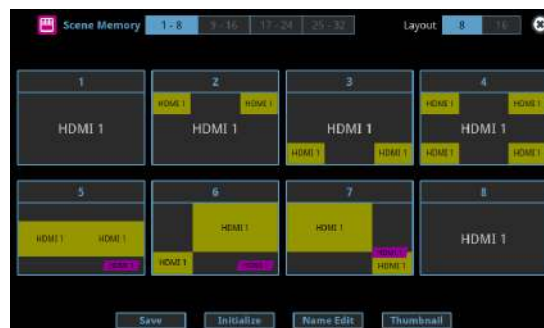 Scene Memory 1 - 8 9 - 16 17 - 24 25 - 32 Layout 8 16
1 2 3 4
HDMI 1 HDMI 1 HDMI 1 HDMI 1
HDMI 1 HDMI 1 HDMI 1 HDMI 1
HDMI 1 HDMI 1 HDMI 1 HDMI 1
5 6 7 8
HDMI 1 HDMI 1 HDMI 1 HDMI 1 HDMI 1
HDMI 1 HDMI 1
Save Initialize Name Edit Thumbnail